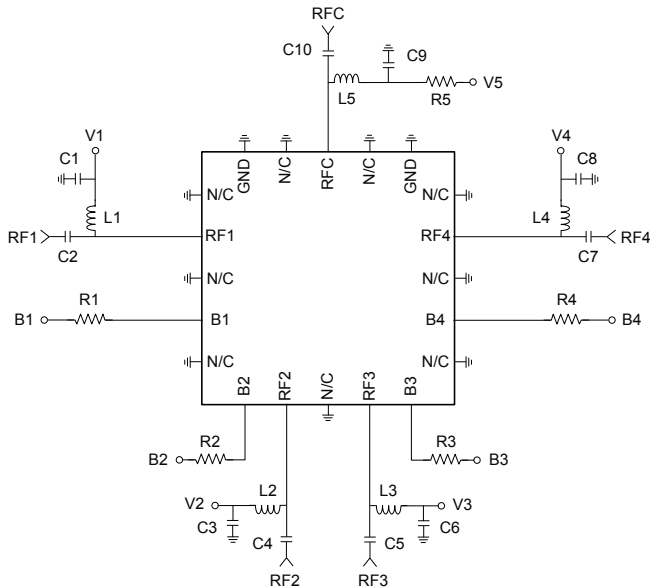 RFC
C10
C9
L5
R5
V5
V1
V4
C1
C8
GND
N/C
RFC
N/C
GND
N/C
N/C
L1
L4
RF1
C2
RF1
RF4
C7
RF4
N/C
N/C
R1
R4
B1
B1
B4
B4
N/C
N/C
B2
RF2
N/C
RF3
B3
R2
R3
B2
B3
L2
L3
V2
V3
C3
C4
C5
C6
RF2
RF3